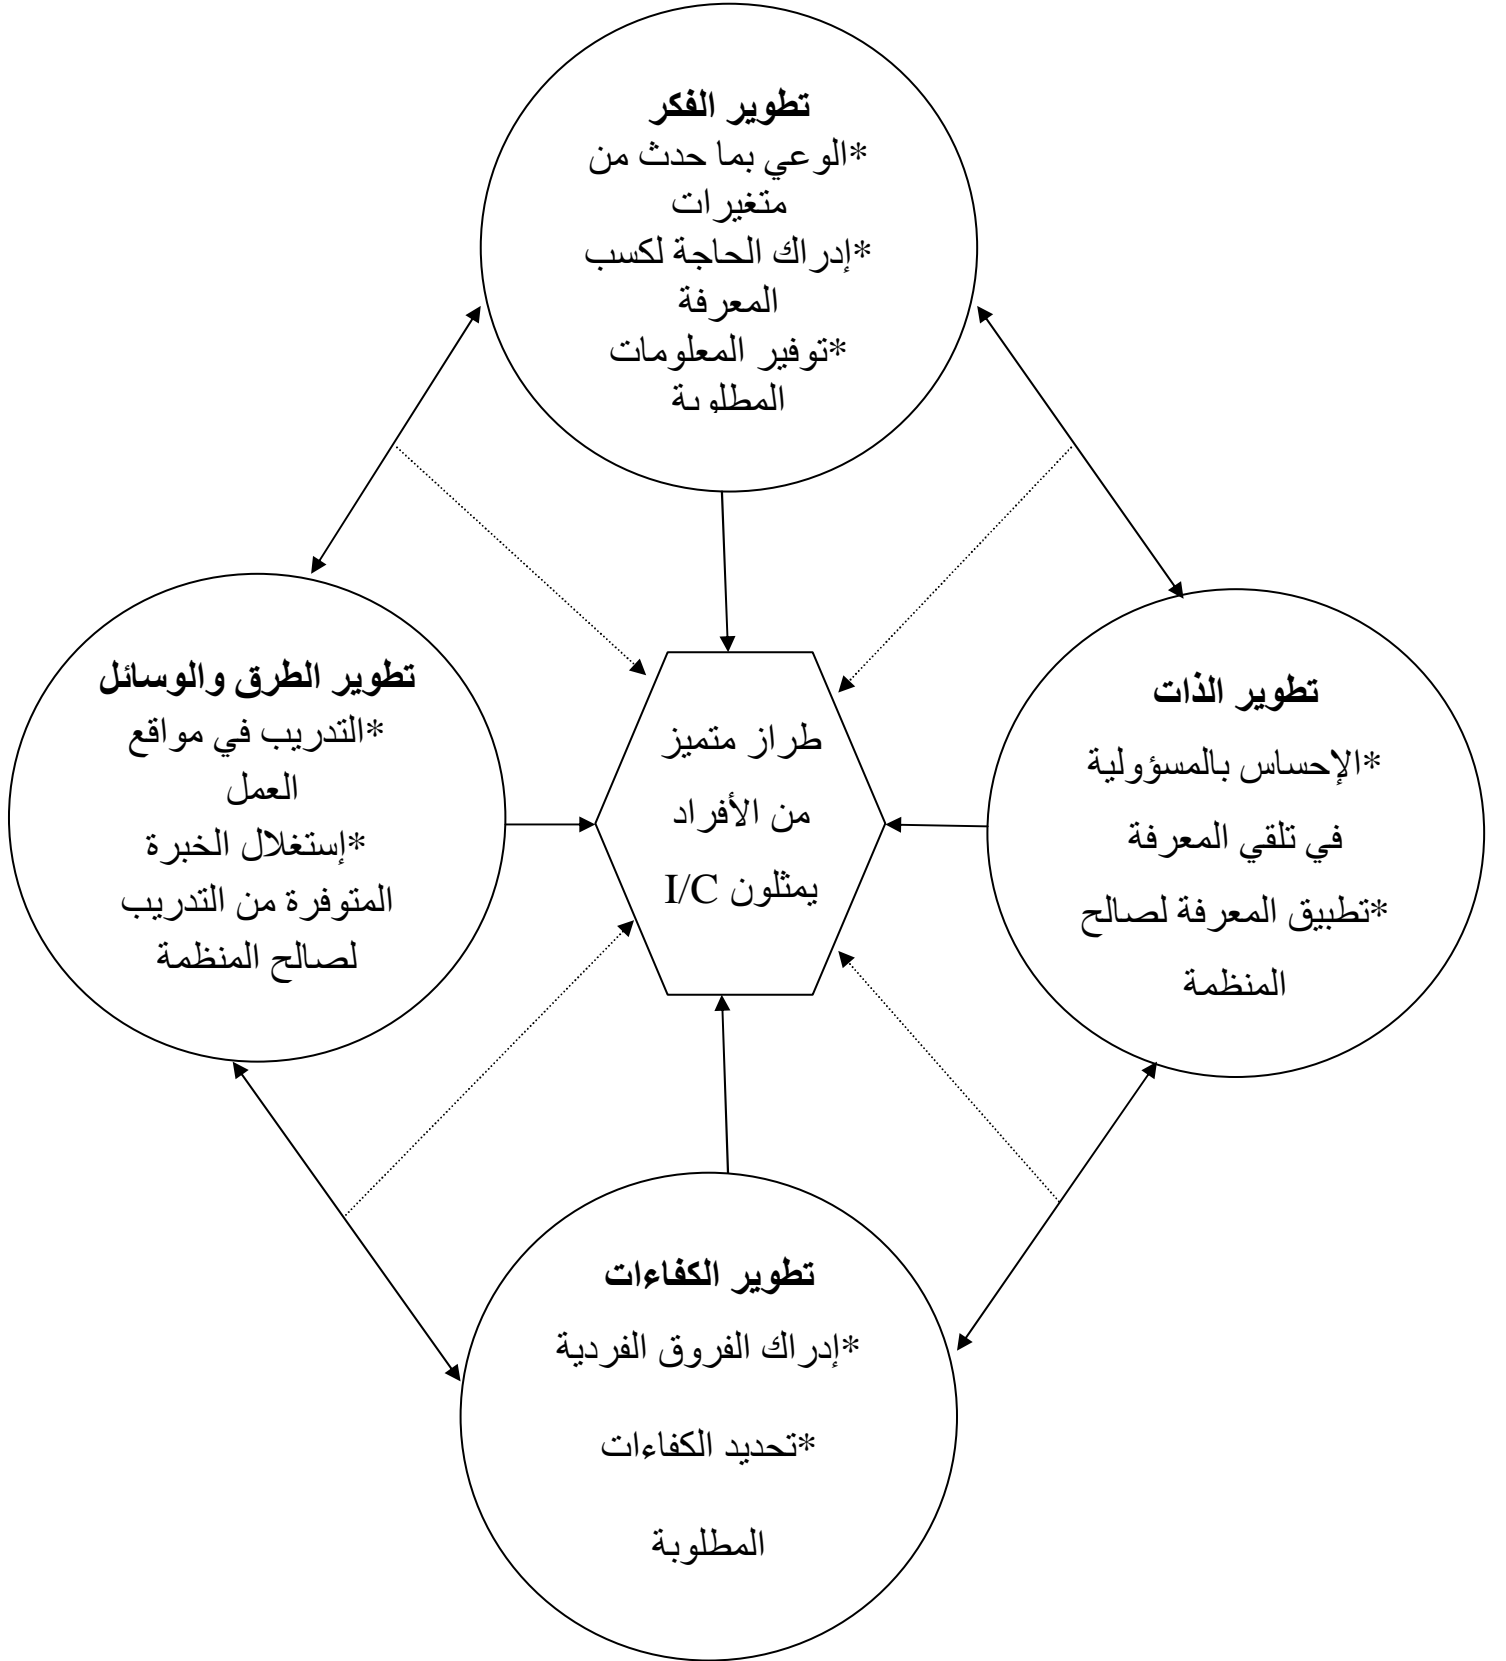 تطوير الفكر
*الوعي بما حدث من
متغيرات
*إدراك الحاجة لكسب
المعرفة
*توفير المعلومات
المطلوبة
تطوير الذات
*الإحساس بالمسؤولية
في تلقي المعرفة
*تطبيق المعرفة لصالح
المنظمة
طراز متميز
من الأفراد
يمثلون I/C
تطوير الطرق والوسائل
*التدريب في مواقع
العمل
*إستغلال الخبرة
المتوفرة من التدريب
لصالح المنظمة
تطوير الكفاءات
*إدراك الفروق الفردية
*تحديد الكفاءات
المطلوبة